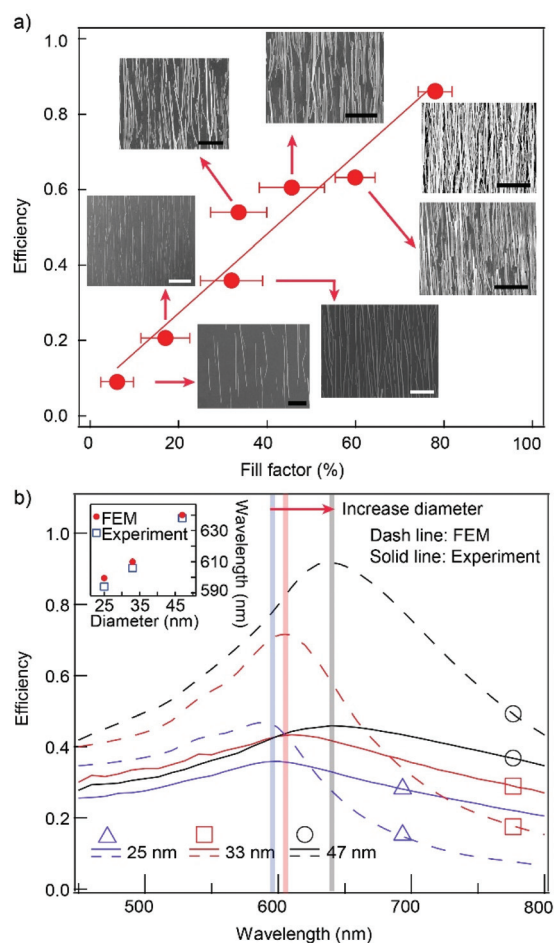 a)
1.0
0.8
0.6
0.4
0.2
0.0
Efficiency
0 20 40 60 80 100
Fill factor (%)
b)
FEM
Experiment
Wavelength (nm)
630
610
590
25 35 45
Diameter (nm)
Increase diameter
Dash line: FEM
Solid line: Experiment
1.0
0.8
0.6
0.4
0.2
0.0
Efficiency
25 nm 33 nm 47 nm
500 600 700 800
Wavelength (nm)